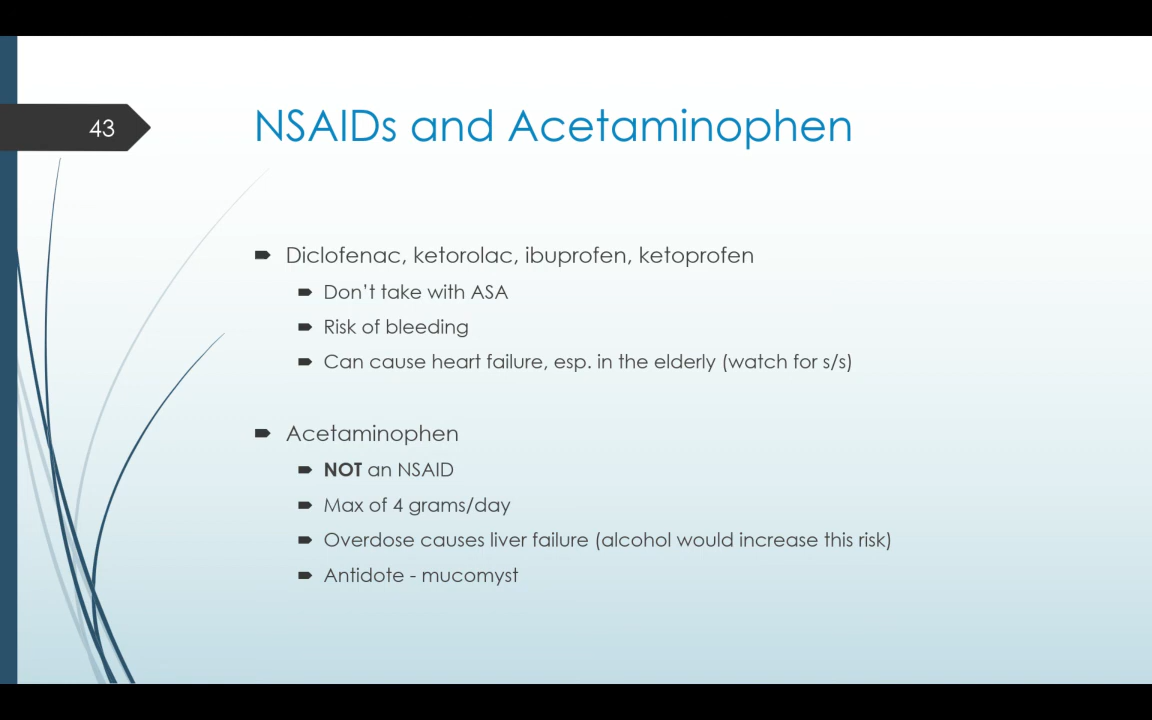 43
NSAIDs and Acetaminophen
Diclofenac, ketorolac, ibuprofen, ketoprofen
Don’t take with ASA
Risk of bleeding
Can cause heart failure, esp. in the elderly (watch for s/s)
Acetaminophen
NOT an NSAID
Max of 4 grams/day
Overdose causes liver failure (alcohol would increase this risk)
Antidote - mucomyst